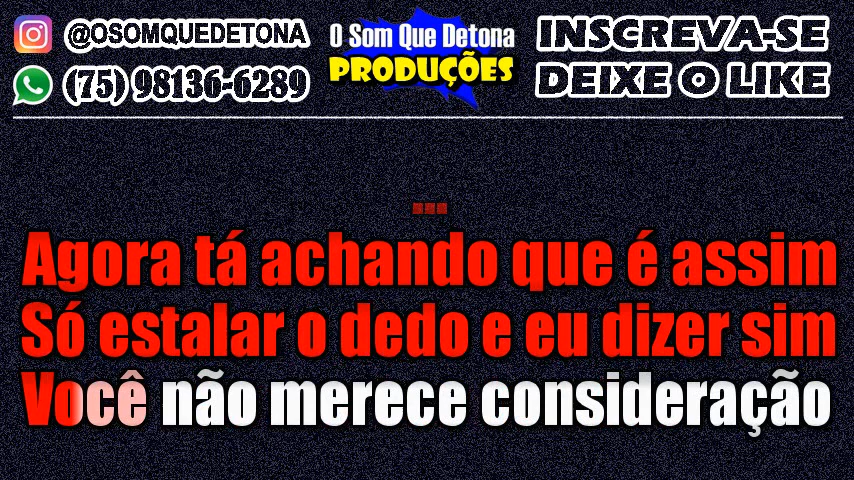 @OSOMQUEDETONA
(75) 98136-6289
O Som Que Detona
PRODUÇÕES
INSCREVA-SE
DEIXE O LIKE
...
Agora tá achando que é assim
Só estalar o dedo e eu dizer sim
Você não merece consideração